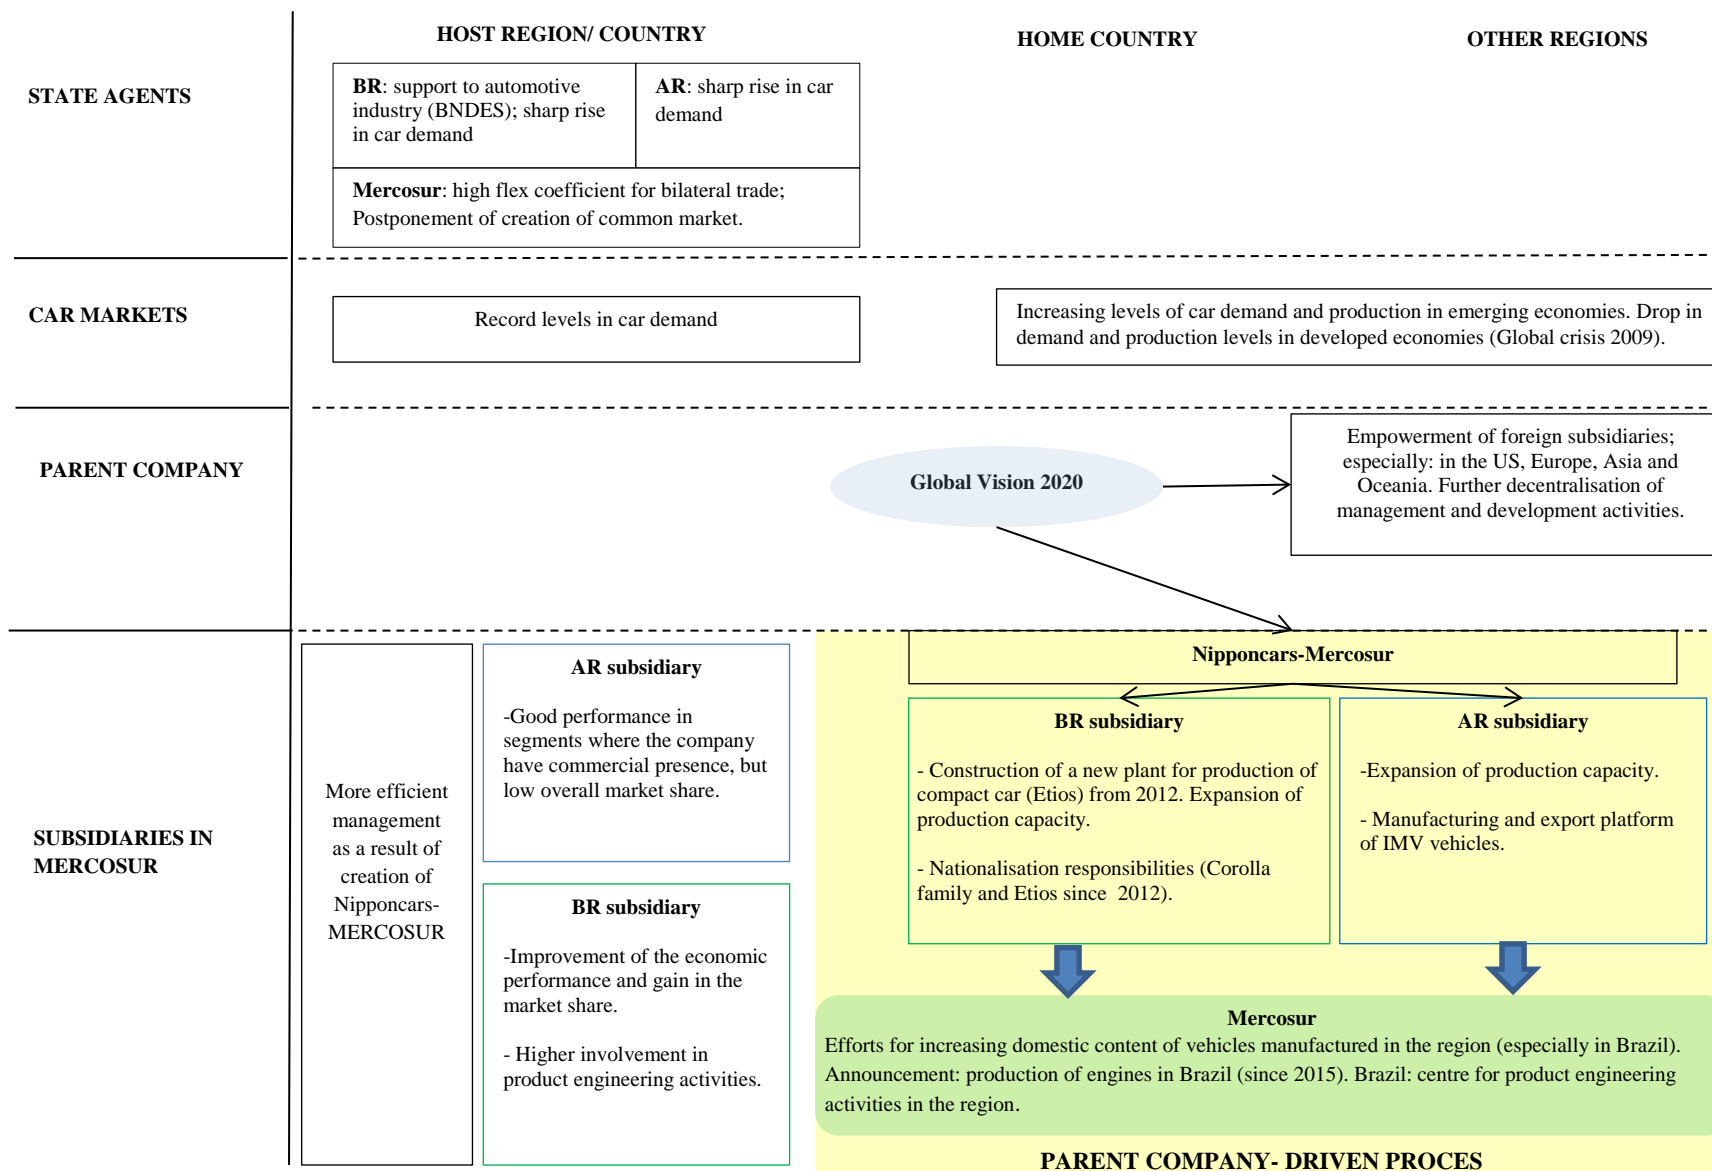 HOST REGION/ COUNTRY
HOME COUNTRY
OTHER REGIONS
STATE AGENTS
BR: support to automotive
industry (BNDES); sharp rise
in car demand
AR: sharp rise in car
demand
Mercosur: high flex coefficient for bilateral trade;
Postponement of creation of common market.
CAR MARKETS
Record levels in car demand
Increasing levels of car demand and production in emerging economies. Drop in
demand and production levels in developed economies (Global crisis 2009).
PARENT COMPANY
Global Vision 2020
Empowerment of foreign subsidiaries;
especially: in the US, Europe, Asia and
Oceania. Further decentralisation of
management and development activities.
SUBSIDIARIES IN
MERCOSUR
More efficient
management
as a result of
creation of
Nipponcars-
MERCOSUR
AR subsidiary
-Good performance in
segments where the company
have commercial presence, but
low overall market share.
BR subsidiary
-Improvement of the economic
performance and gain in the
market share.
- Higher involvement in
product engineering activities.
Nipponcars-Mercosur
BR subsidiary
- Construction of a new plant for production of
compact car (Etios) from 2012. Expansion of
production capacity.
- Nationalisation responsibilities (Corolla
family and Etios since 2012).
AR subsidiary
-Expansion of production capacity.
- Manufacturing and export platform
of IMV vehicles.
Mercosur
Efforts for increasing domestic content of vehicles manufactured in the region (especially in Brazil).
Announcement: production of engines in Brazil (since 2015). Brazil: centre for product engineering
activities in the region.
PARENT COMPANY- DRIVEN PROCES